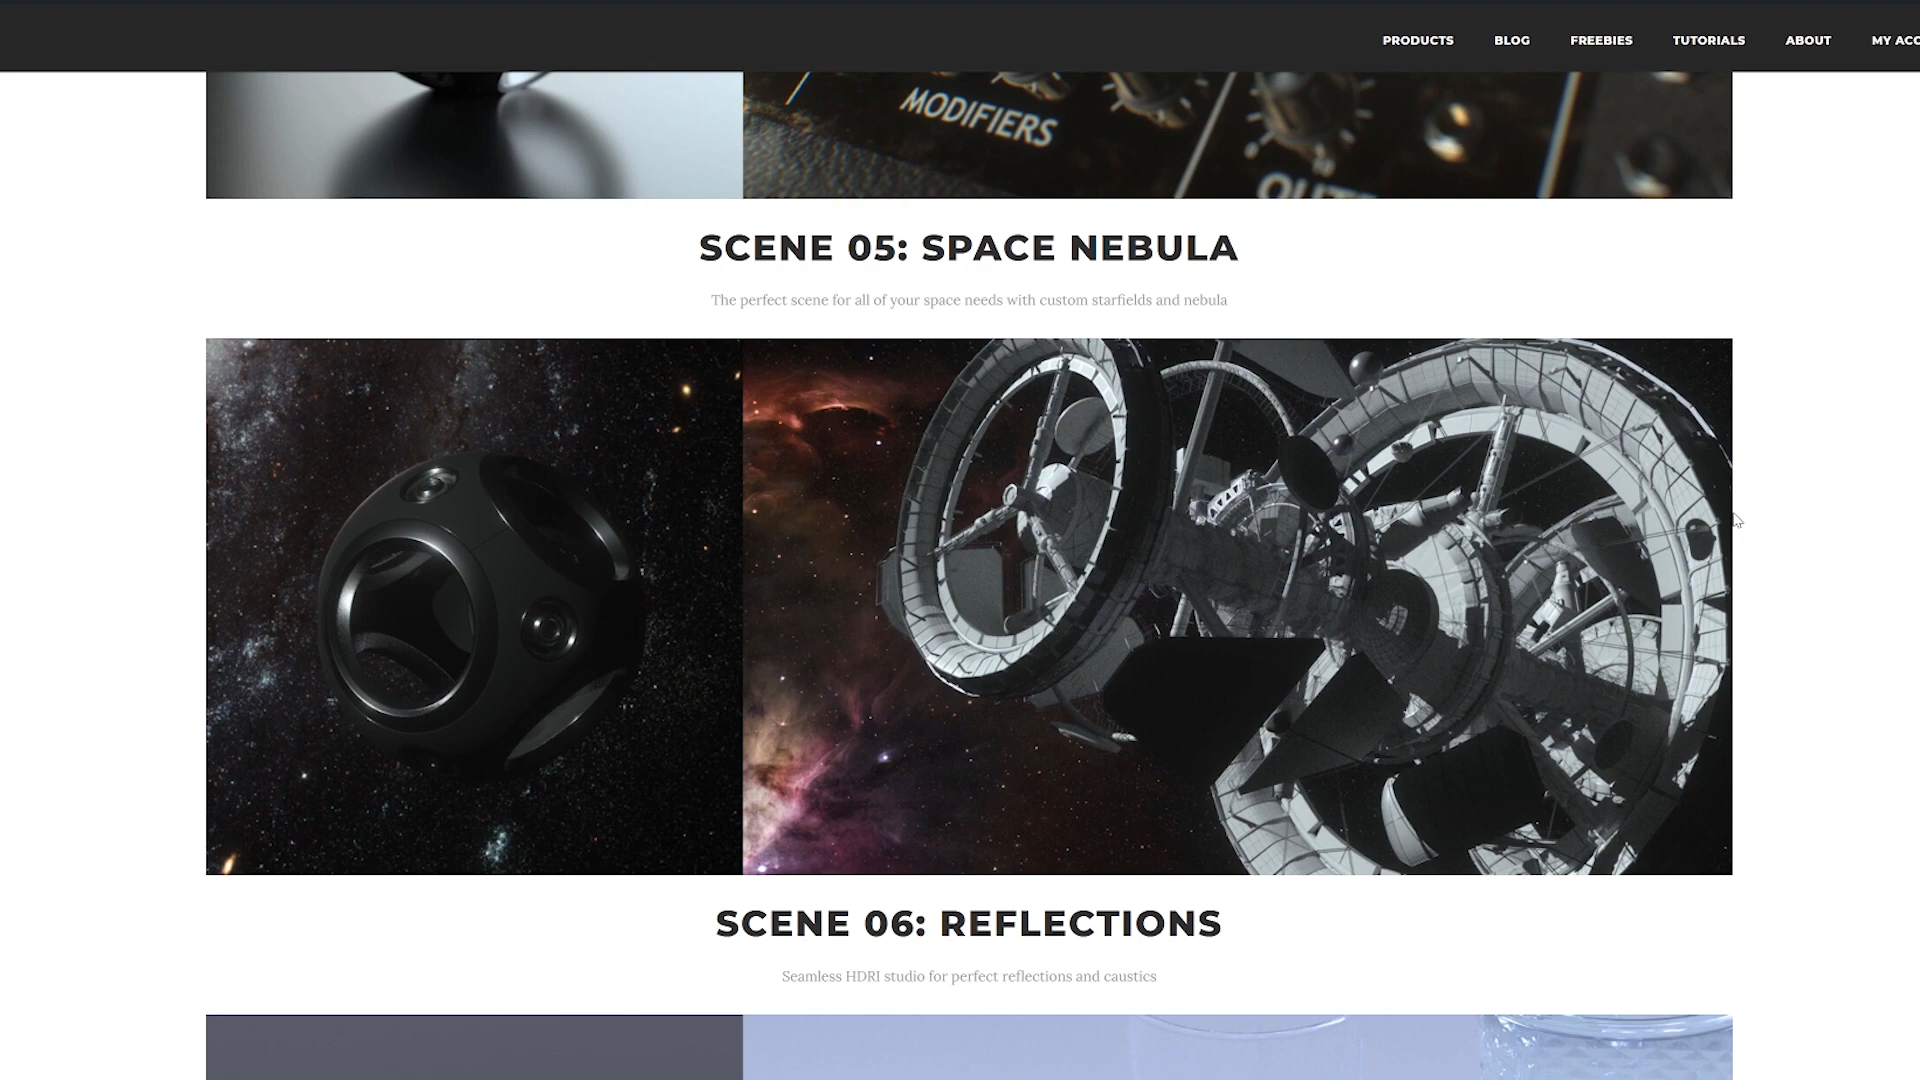 PRODUCTS BLOG FREEBIES TUTORIALS ABOUT MY ACC
MODIFIERS
SCENE 05: SPACE NEBULA
The perfect scene for all of your space needs with custom starfields and nebula
SCENE 06: REFLECTIONS
Seamless HDRI studio for perfect reflections and caustics